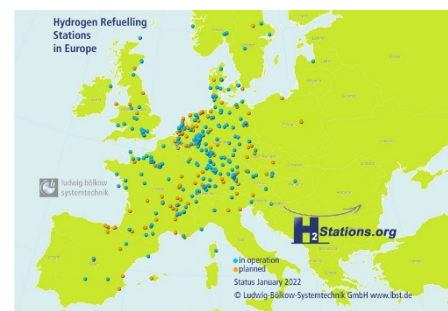 Hydrogen Refuelling
Stations
in Europe
ludwig bölkow
systemtechnik
H2Stations.org
in operation
planned
Status January 2022
© Ludwig-Bölkow-Systemtechnik GmbH www.lbst.de